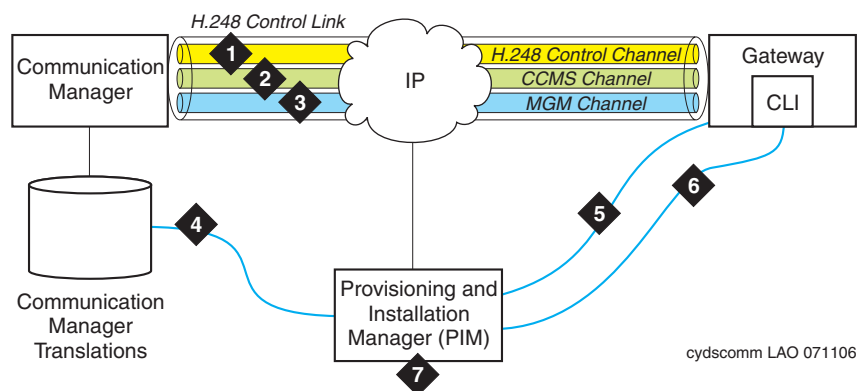 H.248 Control Link
Communication
Manager
1
2
3
IP
H.248 Control Channel
CCMS Channel
MGM Channel
Gateway
CLI
4
5
6
Communication
Manager
Translations
Provisioning and
Installation
Manager (PIM)
7
cydscomm LAO 071106